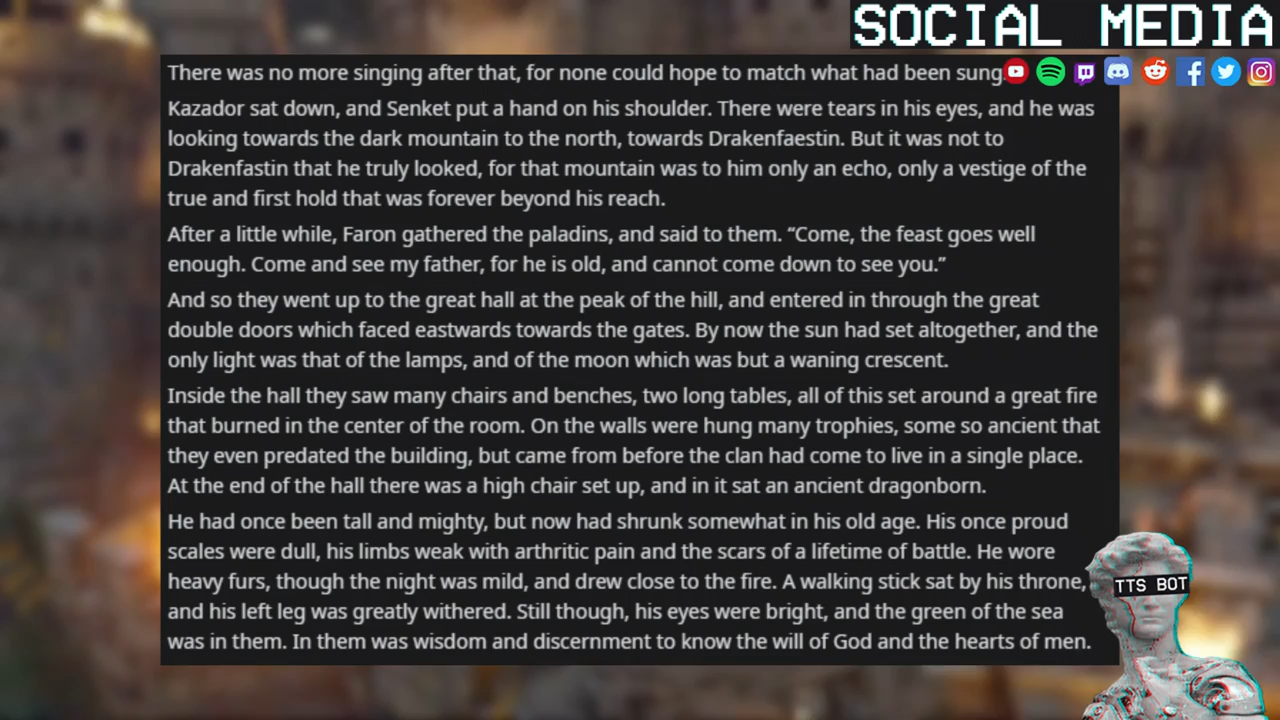 SOCIAL MEDIA
There was no more singing after that, for none could hope to match what had been sung.
Kazador sat down, and Senket put a hand on his shoulder. There were tears in his eyes, and he was
looking towards the dark mountain to the north, towards Drakenfaestin. But it was not to
Drakenfastin that he truly looked, for that mountain was to him only an echo, only a vestige of the
true and first hold that was forever beyond his reach.
After a little while, Faron gathered the paladins, and said to them. “Come, the feast goes well
enough. Come and see my father, for he is old, and cannot come down to see you.”
And so they went up to the great hall at the peak of the hill, and entered in through the great
double doors which faced eastwards towards the gates. By now the sun had set altogether, and the
only light was that of the lamps, and of the moon which was but a waning crescent.
Inside the hall they saw many chairs and benches, two long tables, all of this set around a great fire
that burned in the center of the room. On the walls were hung many trophies, some so ancient that
they even predated the building, but came from before the clan had come to live in a single place.
At the end of the hall there was a high chair set up, and in it sat an ancient dragonborn.
He had once been tall and mighty, but now had shrunk somewhat in his old age. His once proud
scales were dull, his limbs weak with arthritic pain and the scars of a lifetime of battle. He wore
heavy furs, though the night was mild, and drew close to the fire. A walking stick sat by his throne,
and his left leg was greatly withered. Still though, his eyes were bright, and the green of the sea
was in them. In them was wisdom and discernment to know the will of God and the hearts of men.
TTS BOT